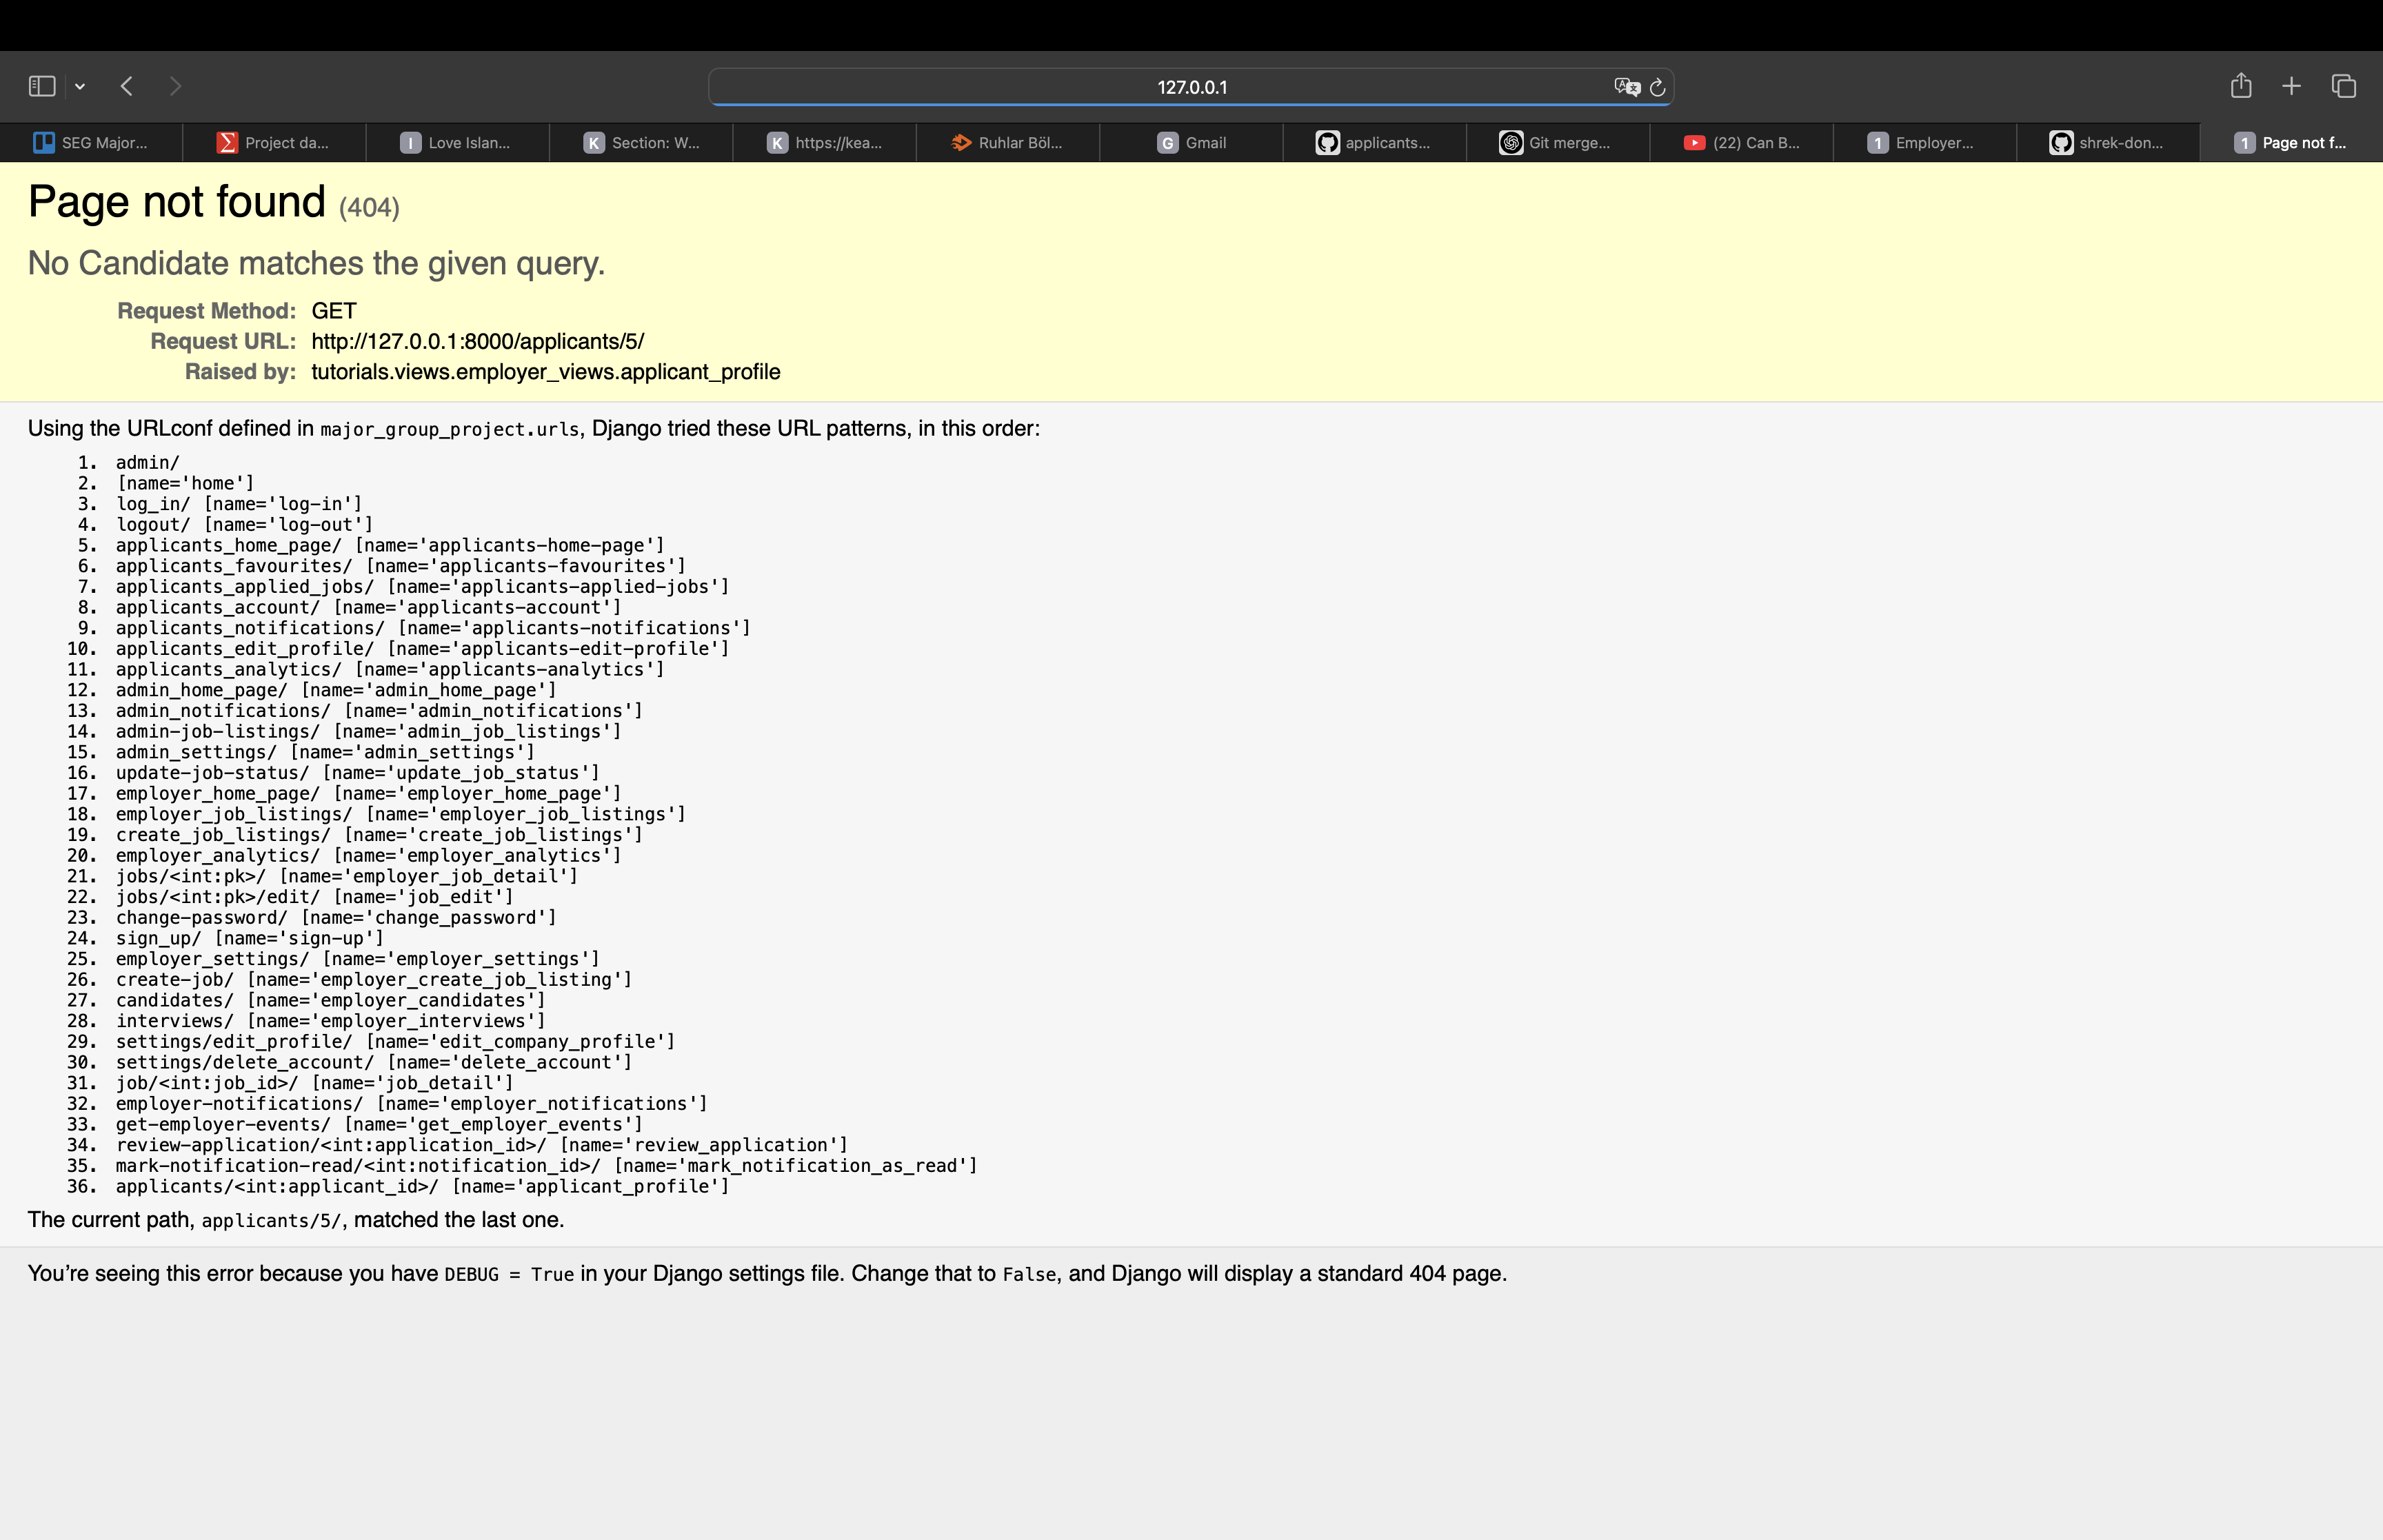 127.0.0.1
SEG Major...
Project da...
Love Islan...
Section: W...
https://kea...
Ruhlar Böl...
Gmail
applicants...
Git merge...
(22) Can B...
Employer...
shrek-don...
Page not f...
Page not found (404)
No Candidate matches the given query.
Request Method: GET
Request URL: http://127.0.0.1:8000/applicants/5/
Raised by: tutorials.views.employer_views.applicant_profile
Using the URLconf defined in major_group_project.urls, Django tried these URL patterns, in this order:
1. admin/
2. [name='home']
3. log_in/ [name='log-in']
4. logout/ [name='log-out']
5. applicants_home_page/ [name='applicants-home-page']
6. applicants_favourites/ [name='applicants-favourites']
7. applicants_applied_jobs/ [name='applicants-applied-jobs']
8. applicants_account/ [name='applicants-account']
9. applicants_notifications/ [name='applicants-notifications']
10. applicants_edit_profile/ [name='applicants-edit-profile']
11. applicants_analytics/ [name='applicants-analytics']
12. admin_home_page/ [name='admin_home_page']
13. admin_notifications/ [name='admin_notifications']
14. admin-job-listings/ [name='admin_job_listings']
15. admin_settings/ [name='admin_settings']
16. update-job-status/ [name='update_job_status']
17. employer_home_page/ [name='employer_home_page']
18. employer_job_listings/ [name='employer_job_listings']
19. create_job_listings/ [name='create_job_listings']
20. employer_analytics/ [name='employer_analytics']
21. jobs/<int:pk>/ [name='employer_job_detail']
22. jobs/<int:pk>/edit/ [name='job_edit']
23. change-password/ [name='change_password']
24. sign_up/ [name='sign-up']
25. employer_settings/ [name='employer_settings']
26. create-job/ [name='employer_create_job_listing']
27. candidates/ [name='employer_candidates']
28. interviews/ [name='employer_interviews']
29. settings/edit_profile/ [name='edit_company_profile']
30. settings/delete_account/ [name='delete_account']
31. job/<int:job_id>/ [name='job_detail']
32. employer-notifications/ [name='employer_notifications']
33. get-employer-events/ [name='get_employer_events']
34. review-application/<int:application_id>/ [name='review_application']
35. mark-notification-read/<int:notification_id>/ [name='mark_notification_as_read']
36. applicants/<int:applicant_id>/ [name='applicant_profile']
The current path, applicants/5/, matched the last one.
You’re seeing this error because you have DEBUG = True in your Django settings file. Change that to False, and Django will display a standard 404 page.